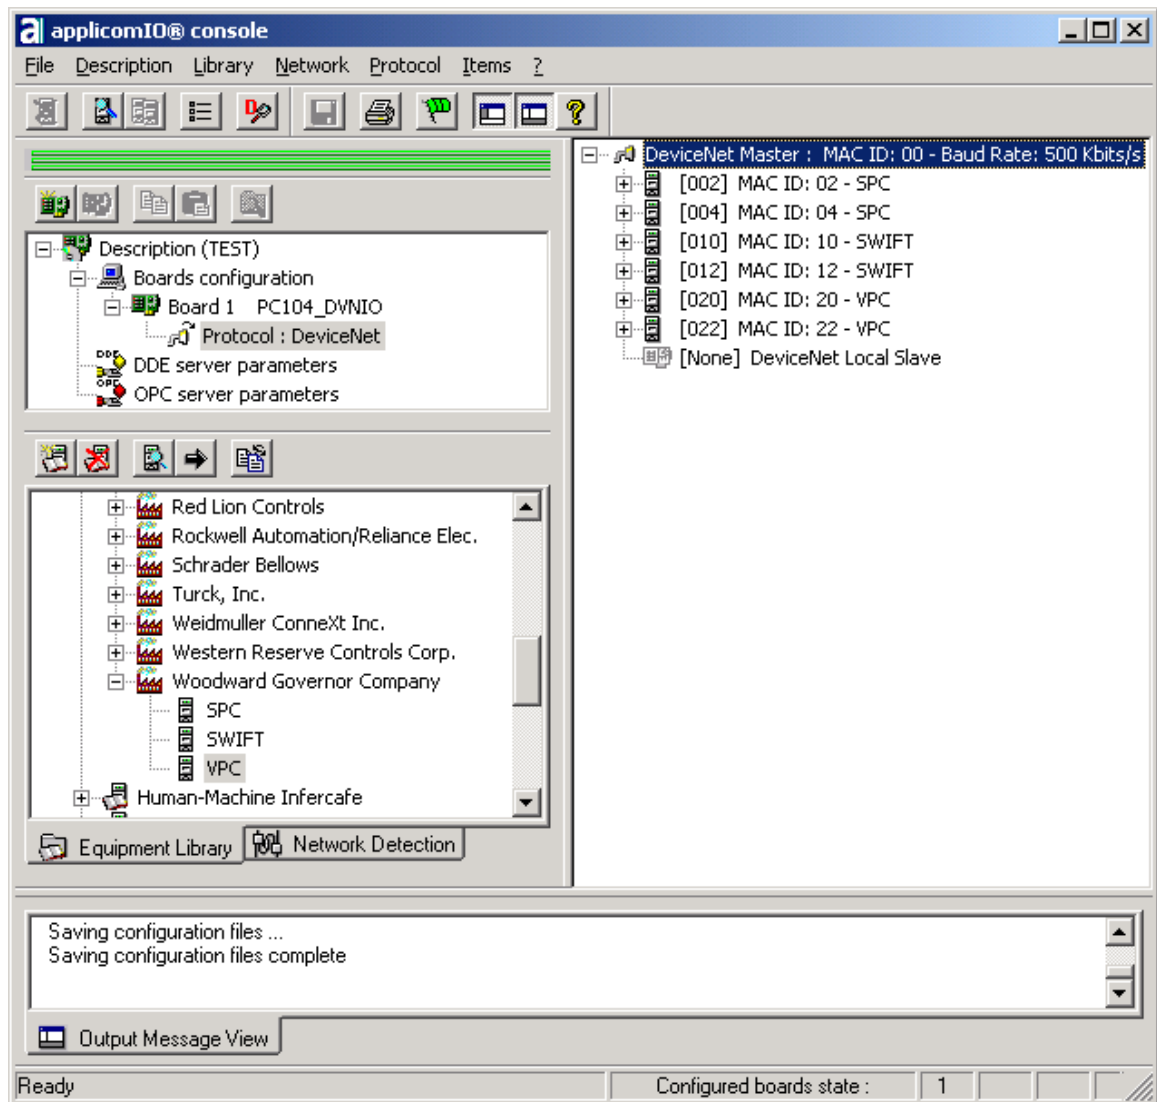 applicomIO® console
File Description Library Network Protocol Items ?
DeviceNet Master : MAC ID: 00 - Baud Rate: 500 Kbits/s
[002] MAC ID: 02 - SPC
[004] MAC ID: 04 - SPC
[010] MAC ID: 10 - SWIFT
[012] MAC ID: 12 - SWIFT
[020] MAC ID: 20 - VPC
[022] MAC ID: 22 - VPC
[None] DeviceNet Local Slave
Description (TEST)
Boards configuration
Board 1 PC104_DVNIO
Protocol : DeviceNet
DDE
DDE server parameters
OPC
OPC server parameters
Red Lion Controls
Rockwell Automation/Reliance Elec.
Schrader Bellows
Turck, Inc.
Weidmuller ConneXt Inc.
Western Reserve Controls Corp.
Woodward Governor Company
SPC
SWIFT
VPC
Human-Machine Infercafe
Equipment Library Network Detection
Saving configuration files ...
Saving configuration files complete
Output Message View
Ready Configured boards state : 1